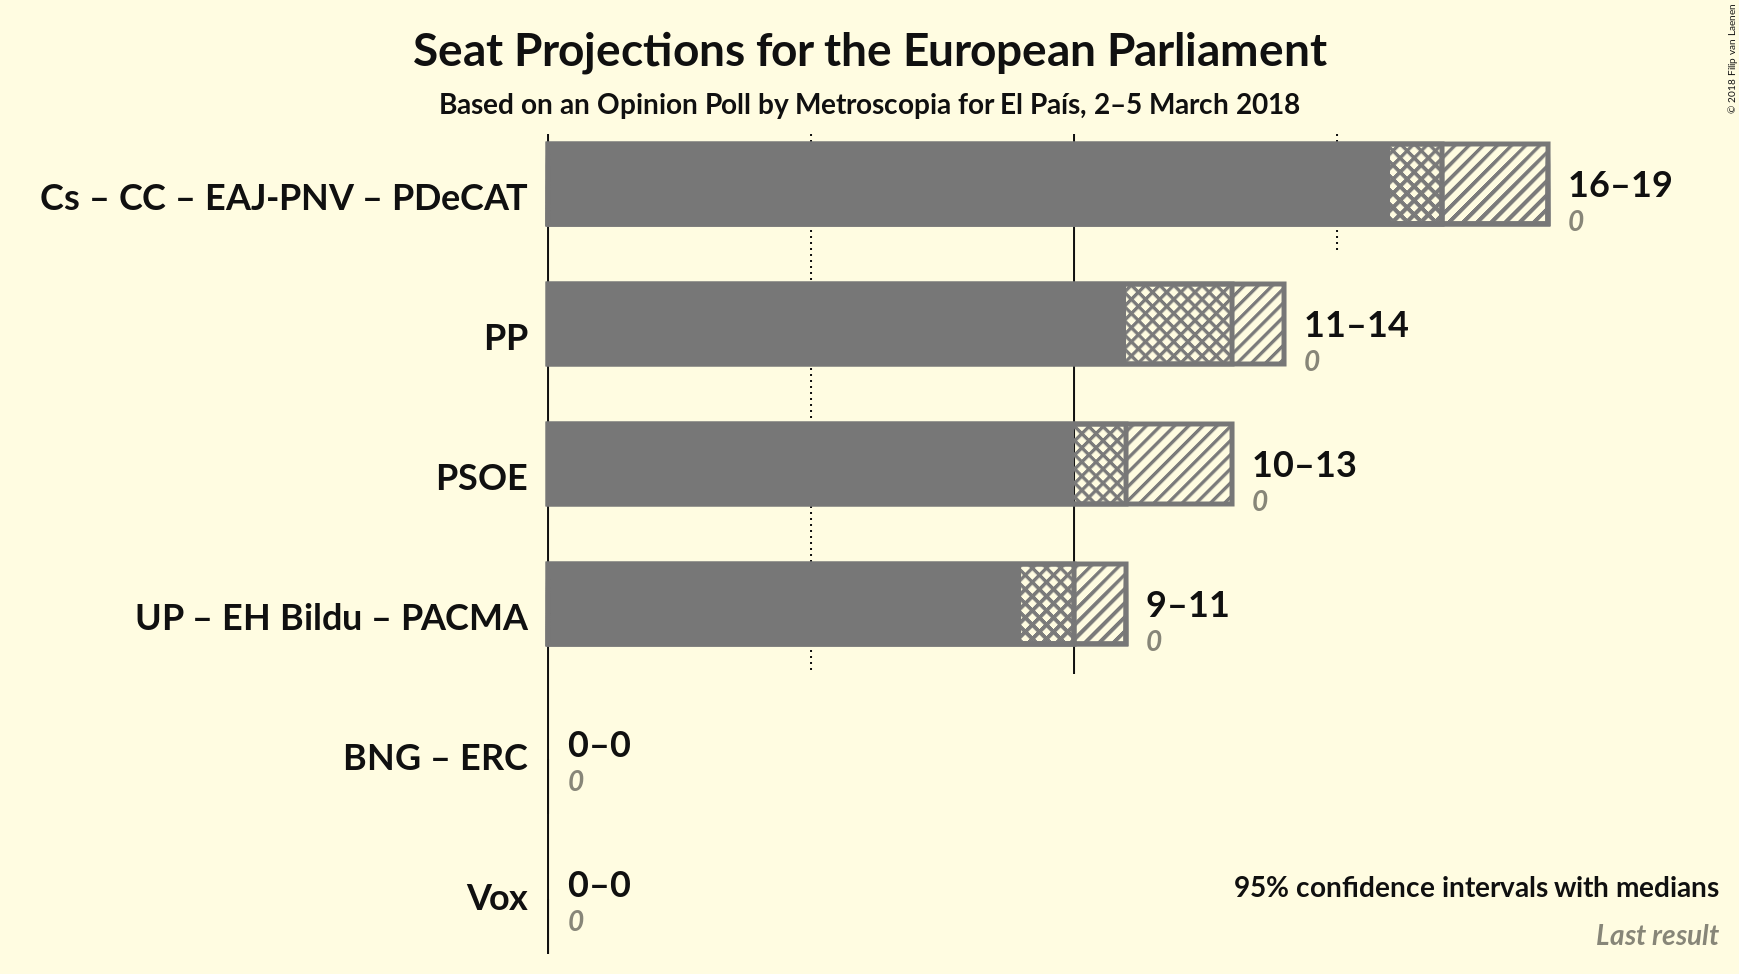 Seat Projections for the European Parliament
Based on an Opinion Poll by Metroscopia for El País, 2–5 March 2018
© 2018 Filip van Laenen
Cs – CC – EAJ-PNV – PDeCAT
16–19
0
PP
11–14
0
PSOE
10–13
0
UP – EH Bildu – PACMA
9–11
0
BNG – ERC
0–0
0
Vox
0–0
0
95% confidence intervals with medians
Last result